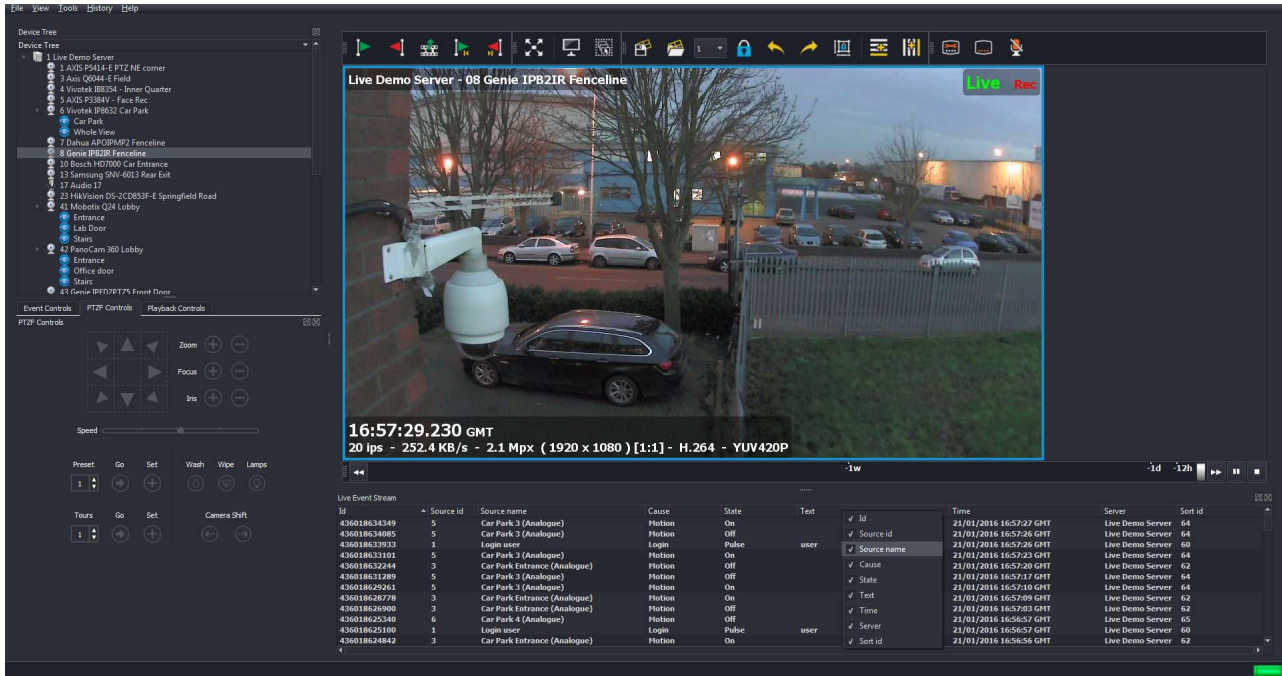 File View Tools History Help
Device Tree
Device Tree
1 Live Demo Server
1 AXIS P5414-E PTZ NE corner
3 Axis Q6044-E Field
4 Vivotek IB8354 - Inner Quarter
5 AXIS P3384V - Face Rec
6 Vivotek IP8632 Car Park
Car Park
Whole View
7 Dahua APOIPMP2 Fenceline
8 Genie IPB2IR Fenceline
10 Bosch HD7000 Car Entrance
13 Samsung SNV-6013 Rear Exit
17 Audio 17
23 HikVision DS-2CD853F-E Springfield Road
41 Mobotix Q24 Lobby
Entrance
Lab Door
Stairs
42 PanoCam 360 Lobby
Entrance
Office door
Stairs
43 Genie IPFD2PTZ5 Front Door
Event Controls PTZF Controls Playback Controls
PTZF Controls
Zoom
Focus
Iris
Speed
Preset Go Set Wash Wipe Lamps
1
Tours Go Set Camera Shift
1
1
Live Demo Server - 08 Genie IPB2IR Fenceline
Live Rec
16:57:29.230 GMT
20 ips - 252.4 KB/s - 2.1 Mpx ( 1920 x 1080 ) [1:1] - H.264 - YUV420P
-1w -1d -12h
Live Event Stream
Id Source id Source name Cause State Text Time Server Sort id
436018634349 5 Car Park 3 (Analogue) Motion On 21/01/2016 16:57:27 GMT Live Demo Server 64
436018634085 5 Car Park 3 (Analogue) Motion Off 21/01/2016 16:57:26 GMT Live Demo Server 64
436018633933 1 Login user Login Pulse user 21/01/2016 16:57:26 GMT Live Demo Server 60
436018633101 5 Car Park 3 (Analogue) Motion On 21/01/2016 16:57:23 GMT Live Demo Server 64
436018632244 3 Car Park Entrance (Analogue) Motion Off 21/01/2016 16:57:20 GMT Live Demo Server 62
436018631289 5 Car Park 3 (Analogue) Motion Off 21/01/2016 16:57:17 GMT Live Demo Server 64
436018629261 5 Car Park 3 (Analogue) Motion On 21/01/2016 16:57:10 GMT Live Demo Server 64
436018628778 3 Car Park Entrance (Analogue) Motion On 21/01/2016 16:57:09 GMT Live Demo Server 62
436018626900 3 Car Park Entrance (Analogue) Motion Off 21/01/2016 16:57:03 GMT Live Demo Server 62
436018625340 6 Car Park 4 (Analogue) Motion Off 21/01/2016 16:56:57 GMT Live Demo Server 65
436018625100 1 Login user Login Pulse user 21/01/2016 16:56:57 GMT Live Demo Server 60
436018624842 3 Car Park Entrance (Analogue) Motion On 21/01/2016 16:56:56 GMT Live Demo Server 62
Id
Source id
Source name
Cause
State
Text
Time
Server
Sort id